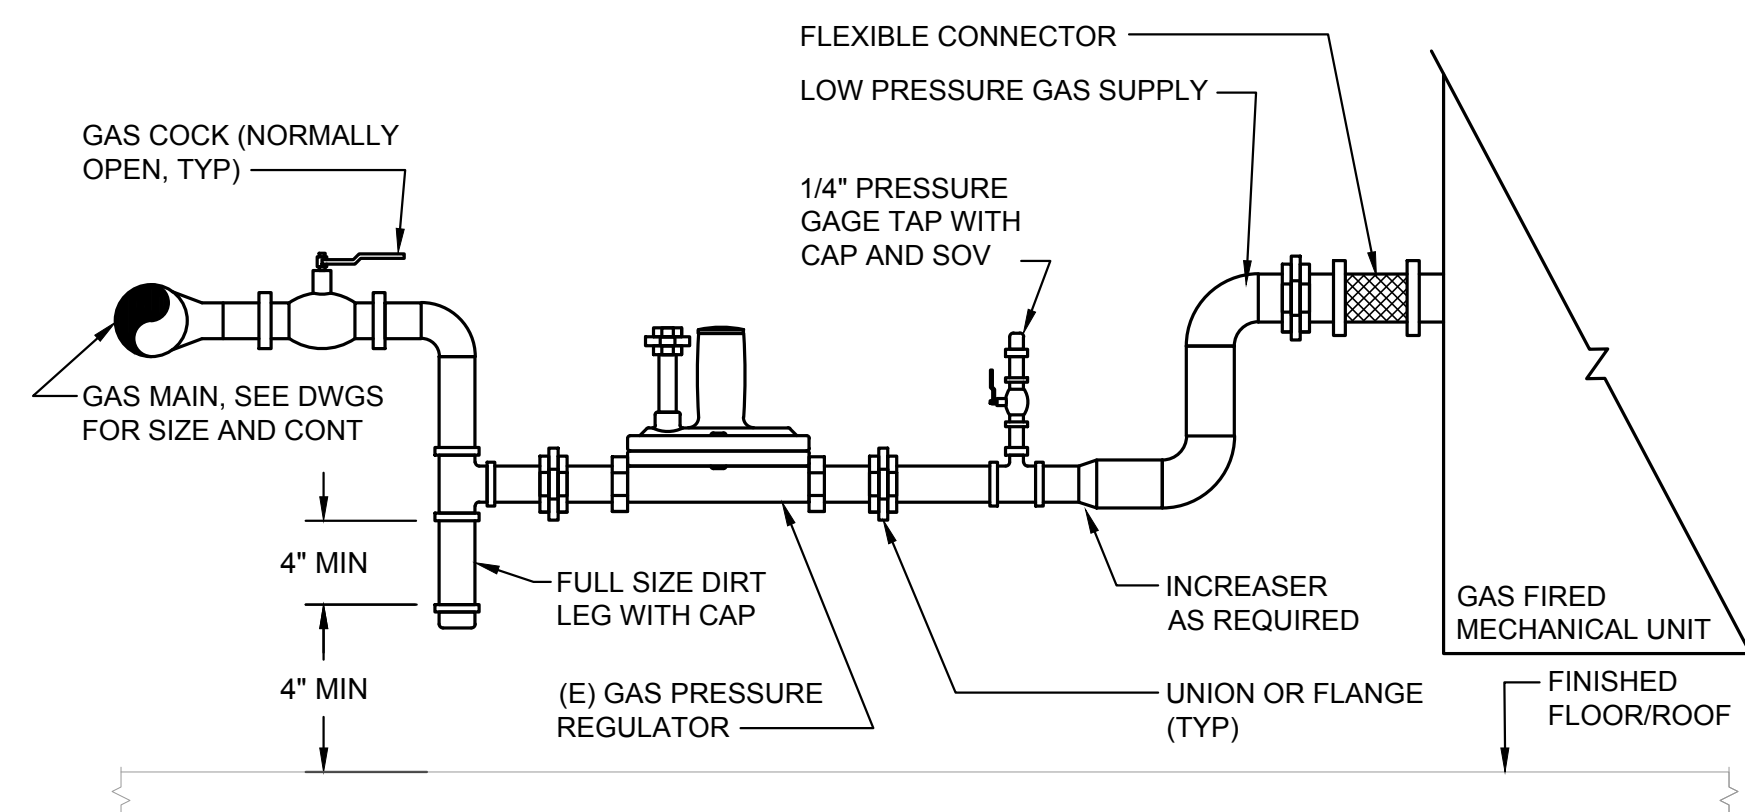 FLEXIBLE CONNECTOR
LOW PRESSURE GAS SUPPLY
GAS COCK (NORMALLY
OPEN, TYP)
1/4" PRESSURE
GAGE TAP WITH
CAP AND SOV
GAS MAIN, SEE DWGS
FOR SIZE AND CONT
4" MIN
FULL SIZE DIRT
LEG WITH CAP
INCREASER
AS REQUIRED
GAS FIRED
MECHANICAL UNIT
4" MIN
(E) GAS PRESSURE
REGULATOR
UNION OR FLANGE
(TYP)
FINISHED
FLOOR/ROOF